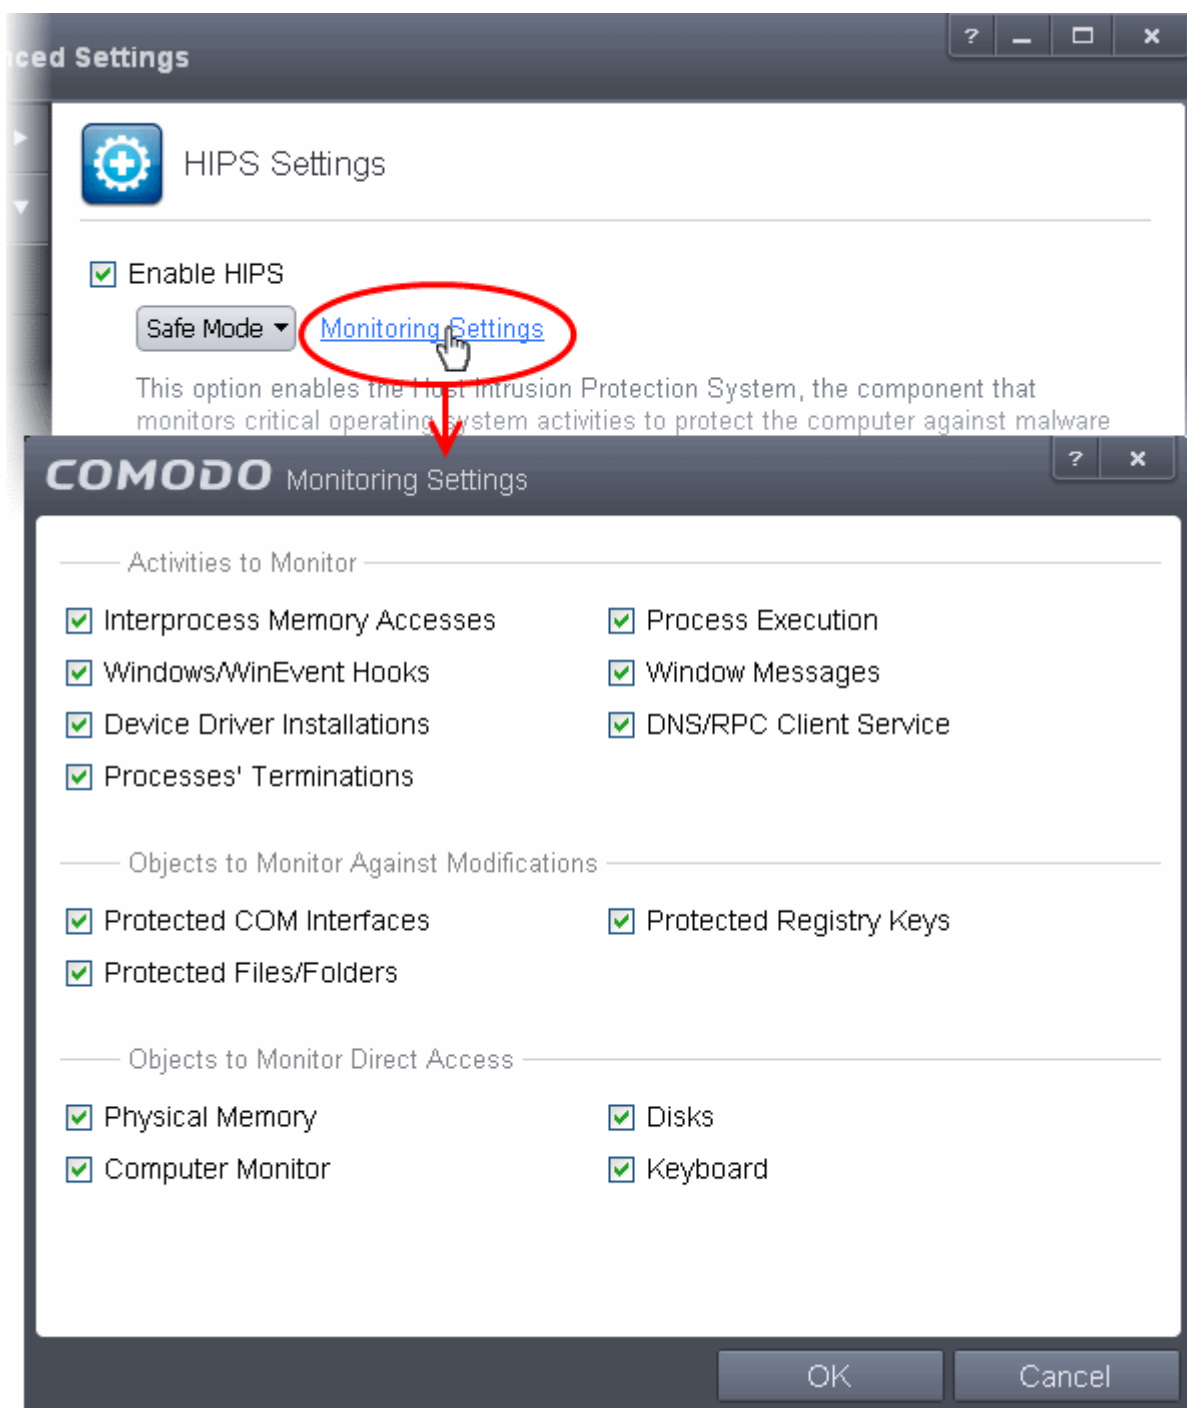 ced Settings
HIPS Settings
Enable HIPS
Safe Mode Monitoring Settings
This option enables the Host Intrusion Protection System, the component that
monitors critical operating system activities to protect the computer against malware
COMODO Monitoring Settings
Activities to Monitor
Interprocess Memory Accesses Process Execution
Windows/WinEvent Hooks Window Messages
Device Driver Installations DNS/RPC Client Service
Processes' Terminations
Objects to Monitor Against Modifications
Protected COM Interfaces Protected Registry Keys
Protected Files/Folders
Objects to Monitor Direct Access
Physical Memory Disks
Computer Monitor Keyboard
OK Cancel